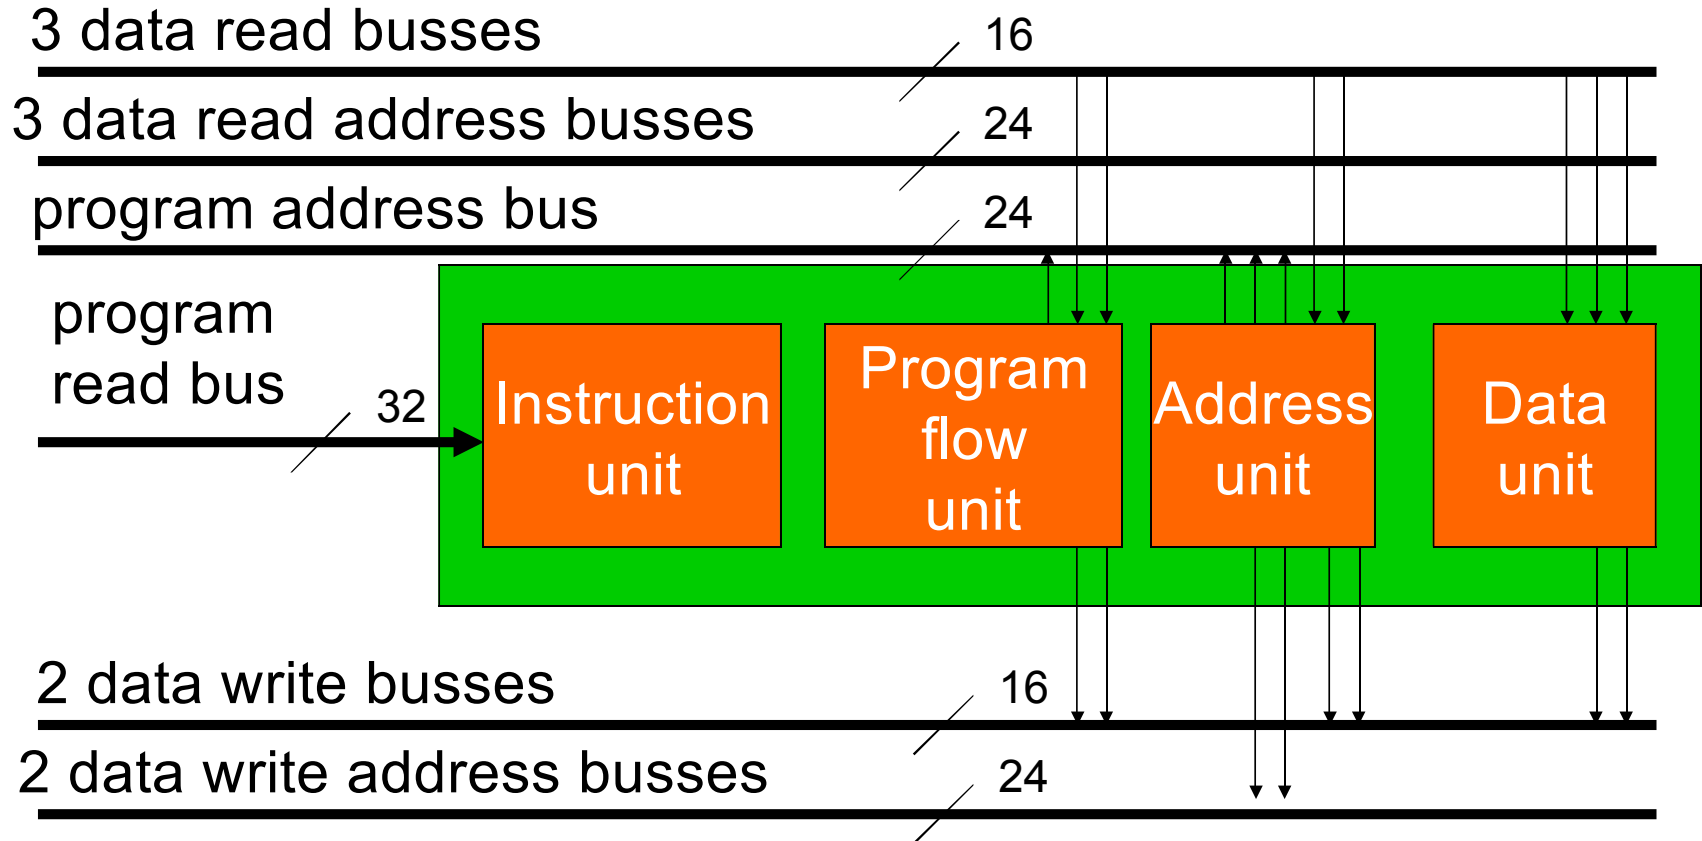 3 data read busses 16
3 data read address busses 24
program address bus 24
program
read bus 32
Instruction
unit
Program
flow
unit
Address
unit
Data
unit
2 data write busses 16
2 data write address busses 24